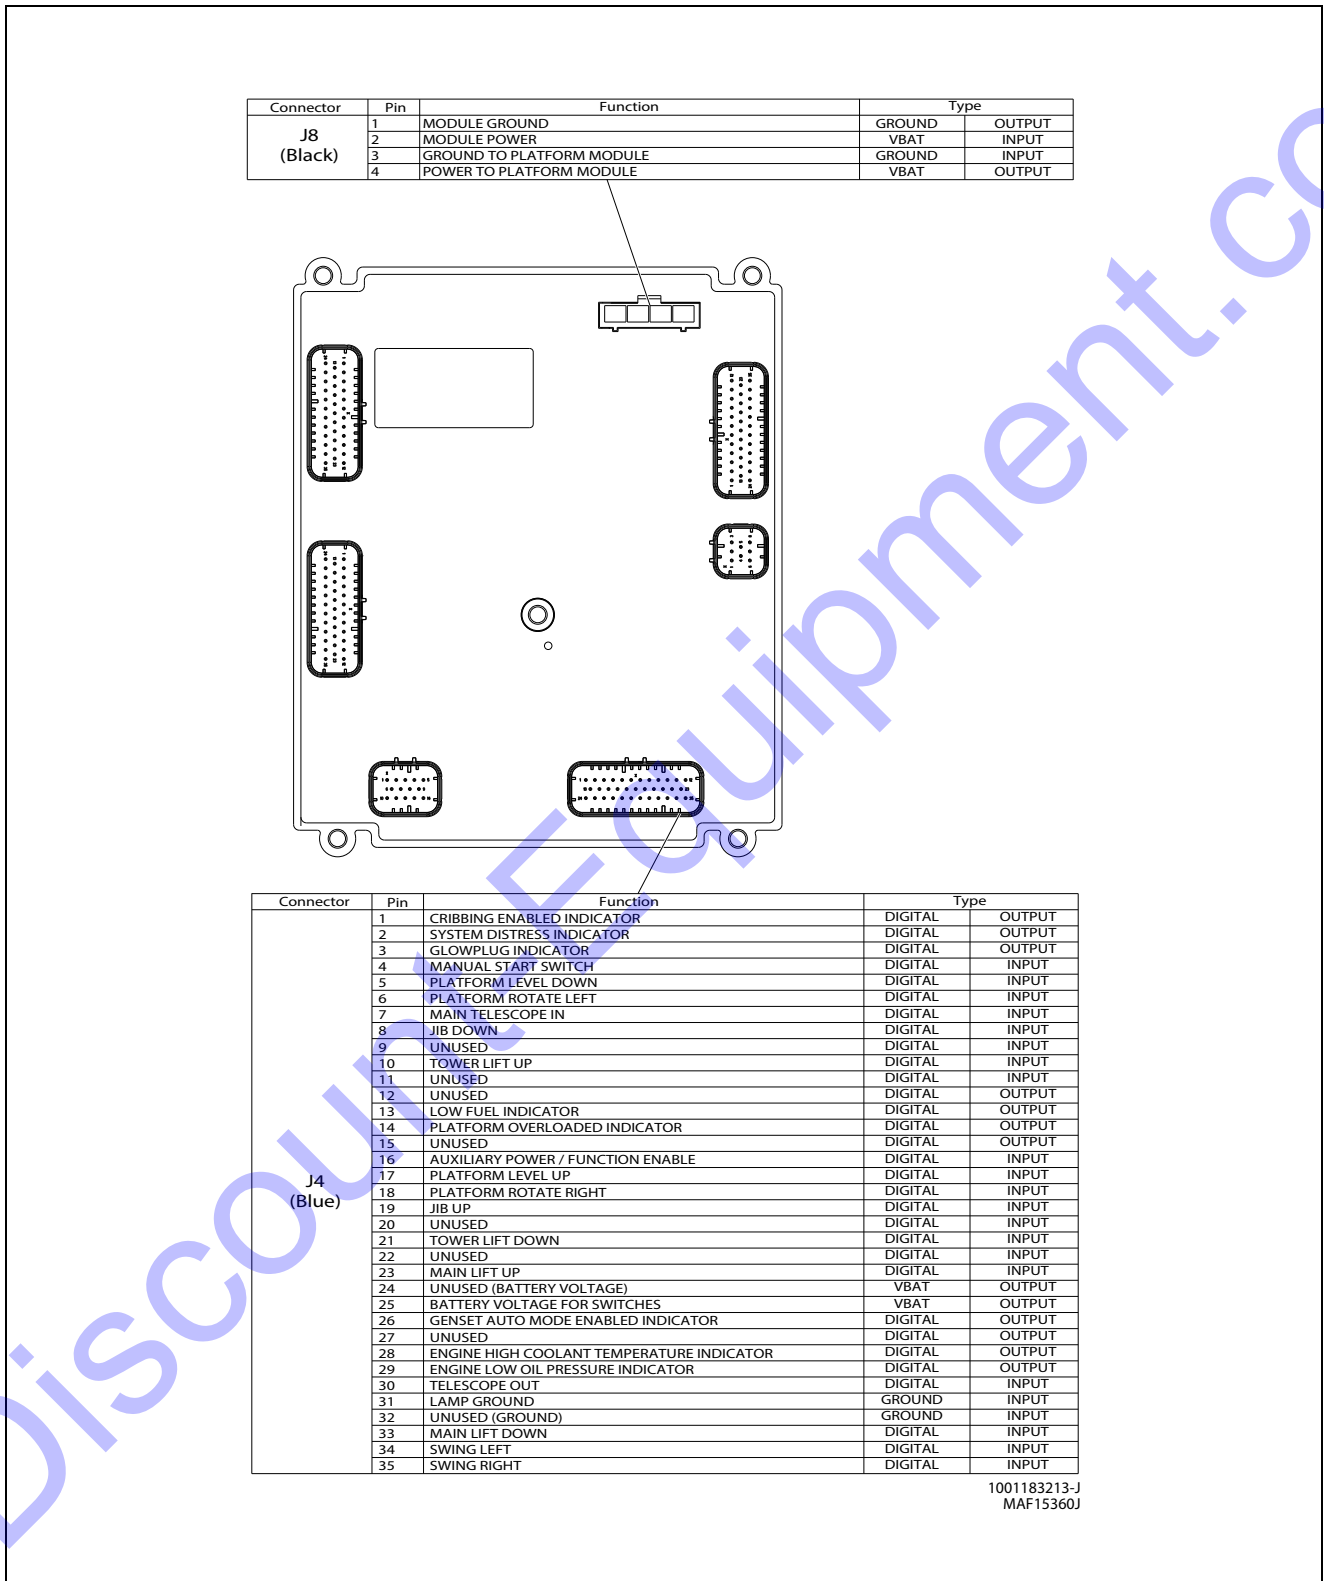 Connector Pin Function Type
J8
(Black)
1 MODULE GROUND GROUND OUTPUT
2 MODULE POWER VBAT INPUT
3 GROUND TO PLATFORM MODULE GROUND INPUT
4 POWER TO PLATFORM MODULE VBAT OUTPUT
Connector Pin Function Type
J4
(Blue)
1 CRIBBING ENABLED INDICATOR DIGITAL OUTPUT
2 SYSTEM DISTRESS INDICATOR DIGITAL OUTPUT
3 GLOWPLUG INDICATOR DIGITAL OUTPUT
4 MANUAL START SWITCH DIGITAL INPUT
5 PLATFORM LEVEL DOWN DIGITAL INPUT
6 PLATFORM ROTATE LEFT DIGITAL INPUT
7 MAIN TELESCOPE IN DIGITAL INPUT
8 JIB DOWN DIGITAL INPUT
9 UNUSED DIGITAL INPUT
10 TOWER LIFT UP DIGITAL INPUT
11 UNUSED DIGITAL INPUT
12 UNUSED DIGITAL OUTPUT
13 LOW FUEL INDICATOR DIGITAL OUTPUT
14 PLATFORM OVERLOADED INDICATOR DIGITAL OUTPUT
15 UNUSED DIGITAL OUTPUT
16 AUXILIARY POWER / FUNCTION ENABLE DIGITAL INPUT
17 PLATFORM LEVEL UP DIGITAL INPUT
18 PLATFORM ROTATE RIGHT DIGITAL INPUT
19 JIB UP DIGITAL INPUT
20 UNUSED DIGITAL INPUT
21 TOWER LIFT DOWN DIGITAL INPUT
22 UNUSED DIGITAL INPUT
23 MAIN LIFT UP DIGITAL INPUT
24 UNUSED (BATTERY VOLTAGE) VBAT OUTPUT
25 BATTERY VOLTAGE FOR SWITCHES VBAT OUTPUT
26 GENSET AUTO MODE ENABLED INDICATOR DIGITAL OUTPUT
27 UNUSED DIGITAL OUTPUT
28 ENGINE HIGH COOLANT TEMPERATURE INDICATOR DIGITAL OUTPUT
29 ENGINE LOW OIL PRESSURE INDICATOR DIGITAL OUTPUT
30 TELESCOPE OUT DIGITAL INPUT
31 LAMP GROUND GROUND INPUT
32 UNUSED (GROUND) GROUND INPUT
33 MAIN LIFT DOWN DIGITAL INPUT
34 SWING LEFT DIGITAL INPUT
35 SWING RIGHT DIGITAL INPUT
1001183213-J
MAF15360J
Discount-Equipment.co